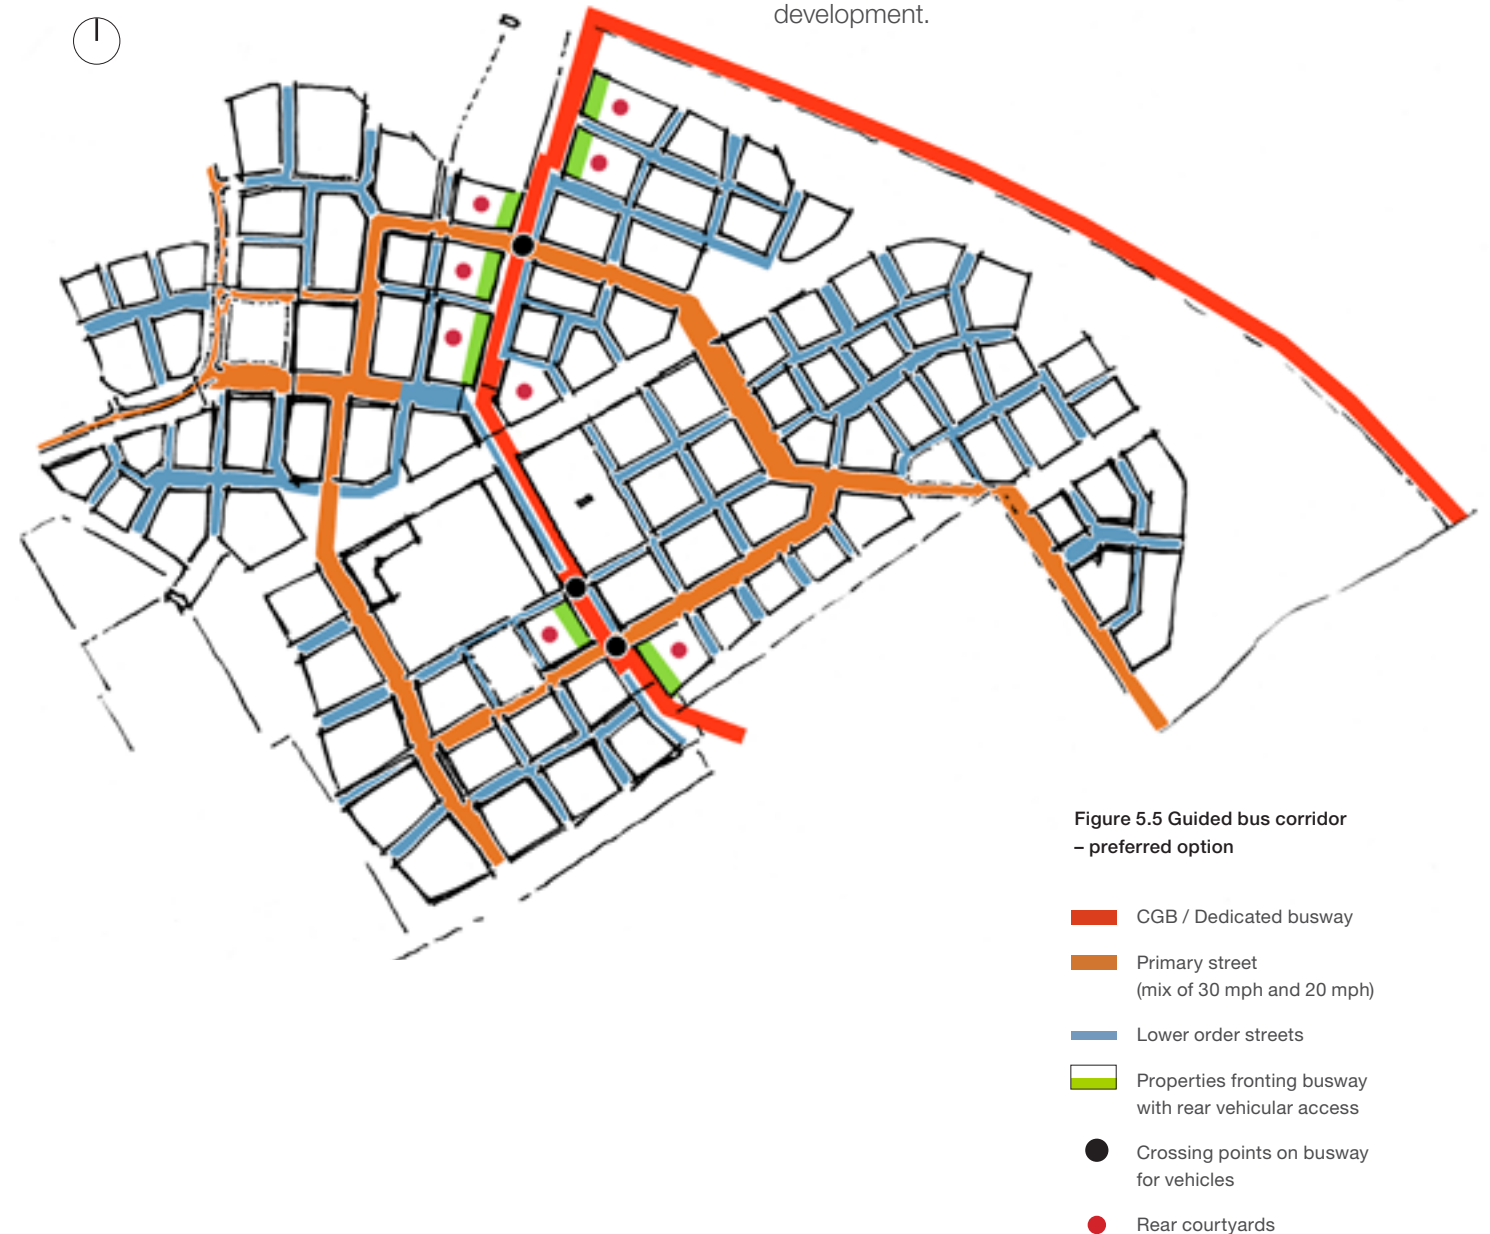 development.
Figure 5.5 Guided bus corridor
– preferred option
CGB / Dedicated busway
Primary street
(mix of 30 mph and 20 mph)
Lower order streets
Properties fronting busway
with rear vehicular access
Crossing points on busway
for vehicles
Rear courtyards